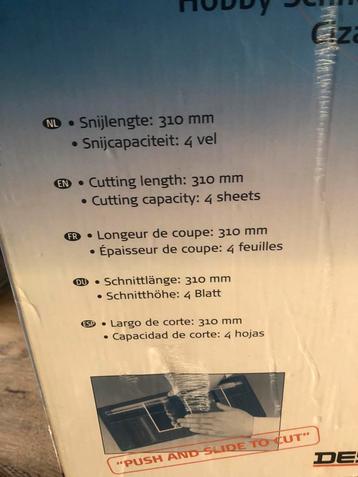 Hobby
NL • Snijlengte: 310 mm
• Snijcapaciteit: 4 vel
EN • Cutting length: 310 mm
• Cutting capacity: 4 sheets
FR • Longeur de coupe: 310 mm
• Épaisseur de coupe: 4 feuilles
DU • Schnittlänge: 310 mm
• Schnitthöhe: 4 Blatt
ESP • Largo de corte: 310 mm
• Capacidad de corte: 4 hojas
"PUSH AND SLIDE TO CUT"